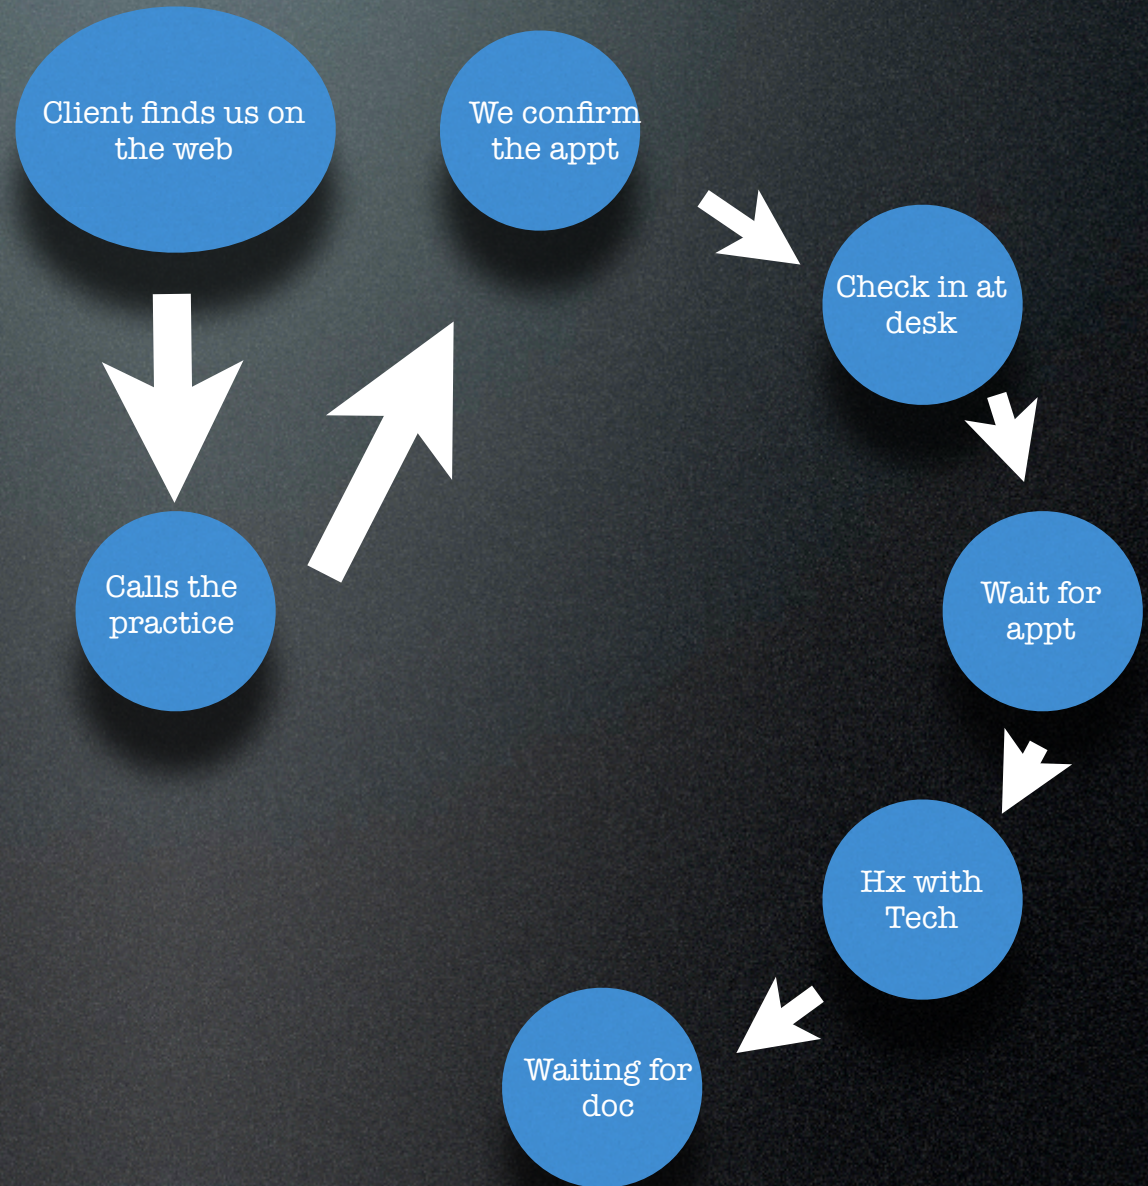 Client finds us on
the web
Calls the
practice
We confirm
the appt
Check in at
desk
Wait for
appt
Hx with
Tech
Waiting for
doc